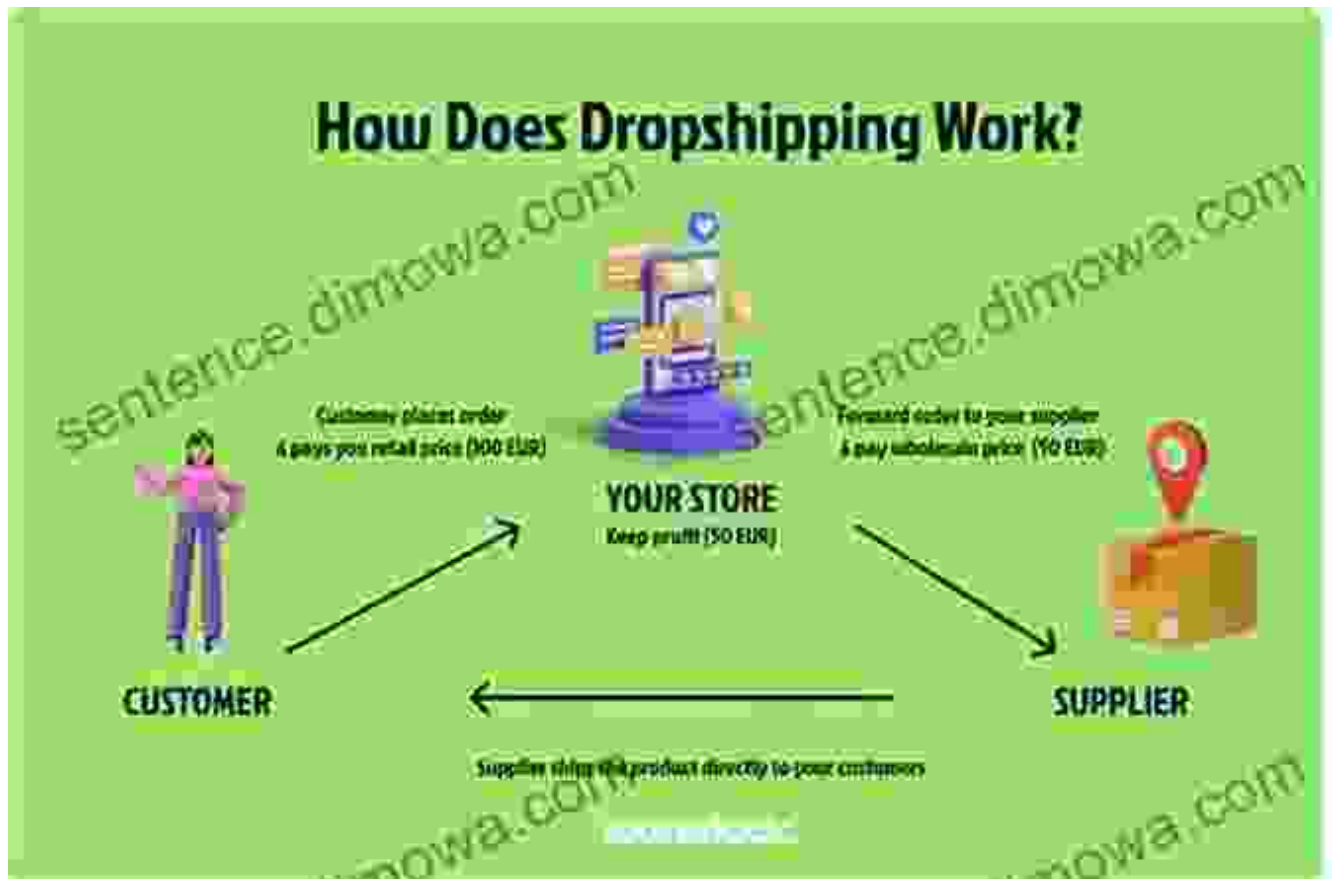 How Does Dropshipping Work?
sentence.dimowa.com
sentence.dimowa.com
Customer places order
& pays you retail price (100 EUR)
Forward order to your supplier
& pay wholesale price (50 EUR)
YOUR STORE
Keep profit (50 EUR)
CUSTOMER
SUPPLIER
Supplier ships the product directly to your customers
dimowa.com
dimowa.com